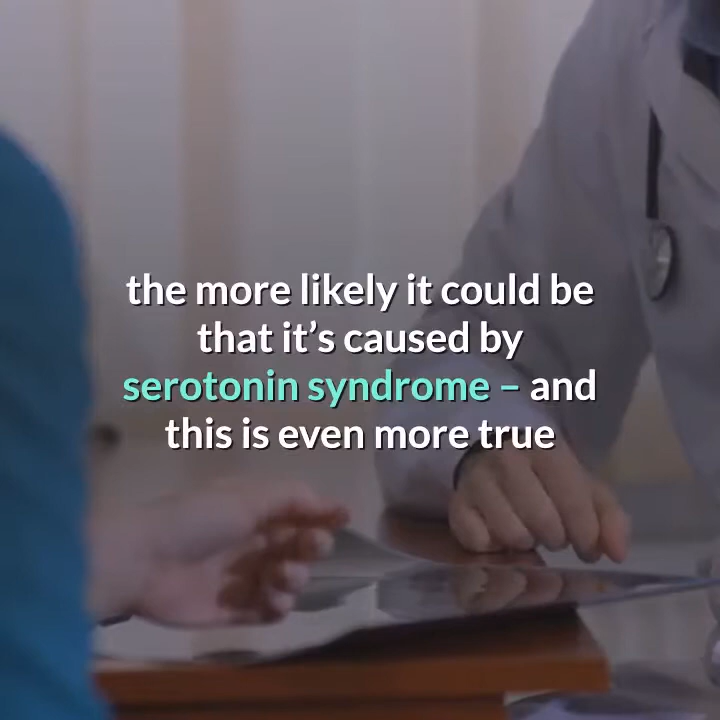 the more likely it could be
that it’s caused by
serotonin syndrome – and
this is even more true